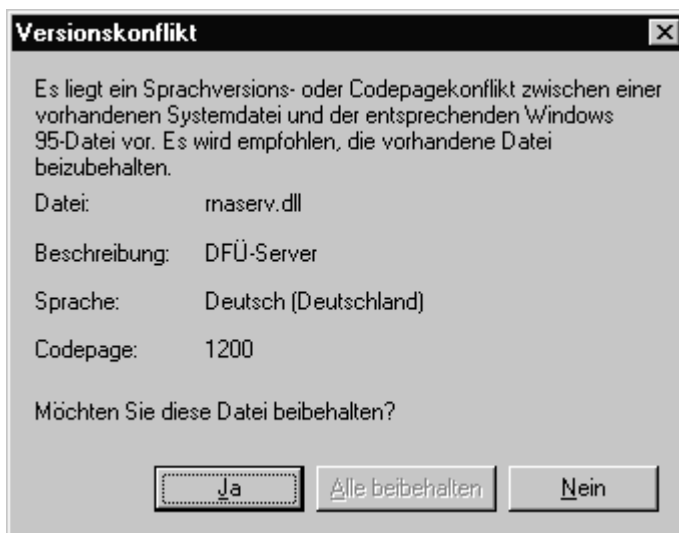 Versionskonflikt
Es liegt ein Sprachversions- oder Codepagekonflikt zwischen einer
vorhandenen Systemdatei und der entsprechenden Windows
95-Datei vor. Es wird empfohlen, die vorhandene Datei
beizubehalten.
Datei: rnaserv.dll
Beschreibung: DFÜ-Server
Sprache: Deutsch (Deutschland)
Codepage: 1200
Möchten Sie diese Datei beibehalten?
Ja Alle beibehalten Nein